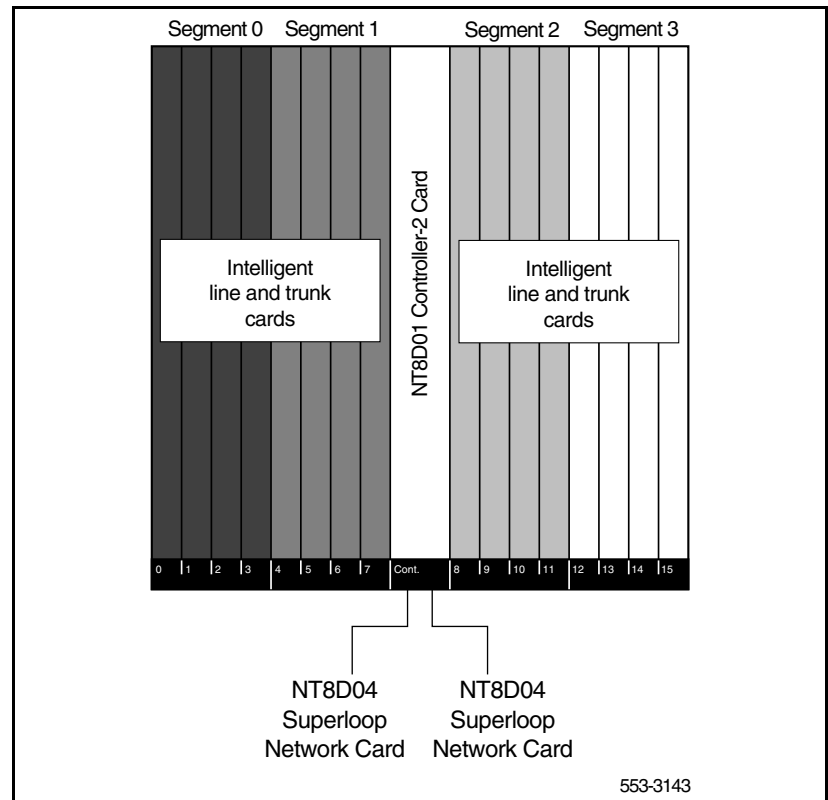 Segment 0 Segment 1 Segment 2 Segment 3
Intelligent
line and trunk
cards
NT8D01 Controller-2 Card
Intelligent
line and trunk
cards
0 1 2 3 4 5 6 7 Cont. 8 9 10 11 12 13 14 15
NT8D04
Superloop
Network Card
NT8D04
Superloop
Network Card
553-3143